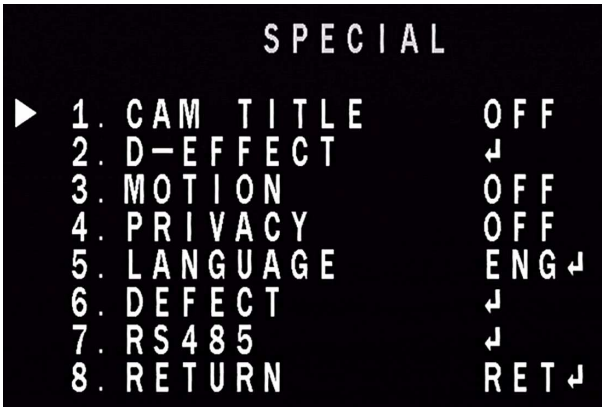 SPECIAL
1. CAM TITLE OFF
2. D-EFFECT ↲
3. MOTION OFF
4. PRIVACY OFF
5. LANGUAGE ENG↲
6. DEFECT ↲
7. RS485 ↲
8. RETURN RET↲